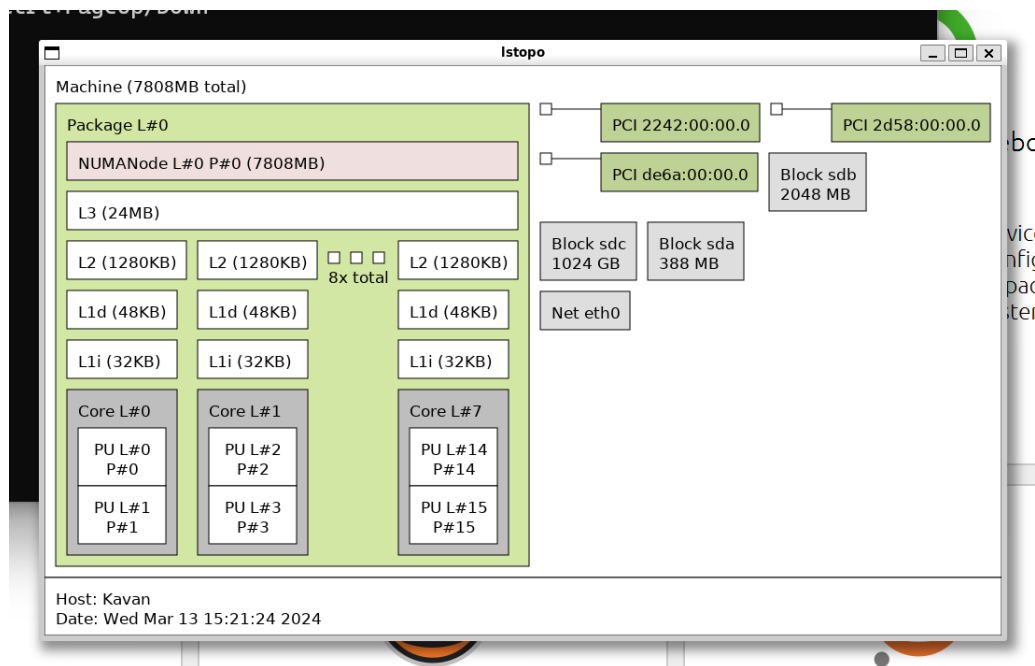 lstopo
Machine (7808MB total)
Package L#0
NUMANode L#0 P#0 (7808MB)
L3 (24MB)
L2 (1280KB)
L2 (1280KB)
8x total
L2 (1280KB)
L1d (48KB)
L1d (48KB)
L1d (48KB)
L1i (32KB)
L1i (32KB)
L1i (32KB)
Core L#0
Core L#1
Core L#7
PU L#0
P#0
PU L#2
P#2
PU L#14
P#14
PU L#1
P#1
PU L#3
P#3
PU L#15
P#15
PCI 2242:00:00.0
PCI 2d58:00:00.0
PCI de6a:00:00.0
Block sdb
2048 MB
Block sdc
1024 GB
Block sda
388 MB
Net eth0
Host: Kavan
Date: Wed Mar 13 15:21:24 2024